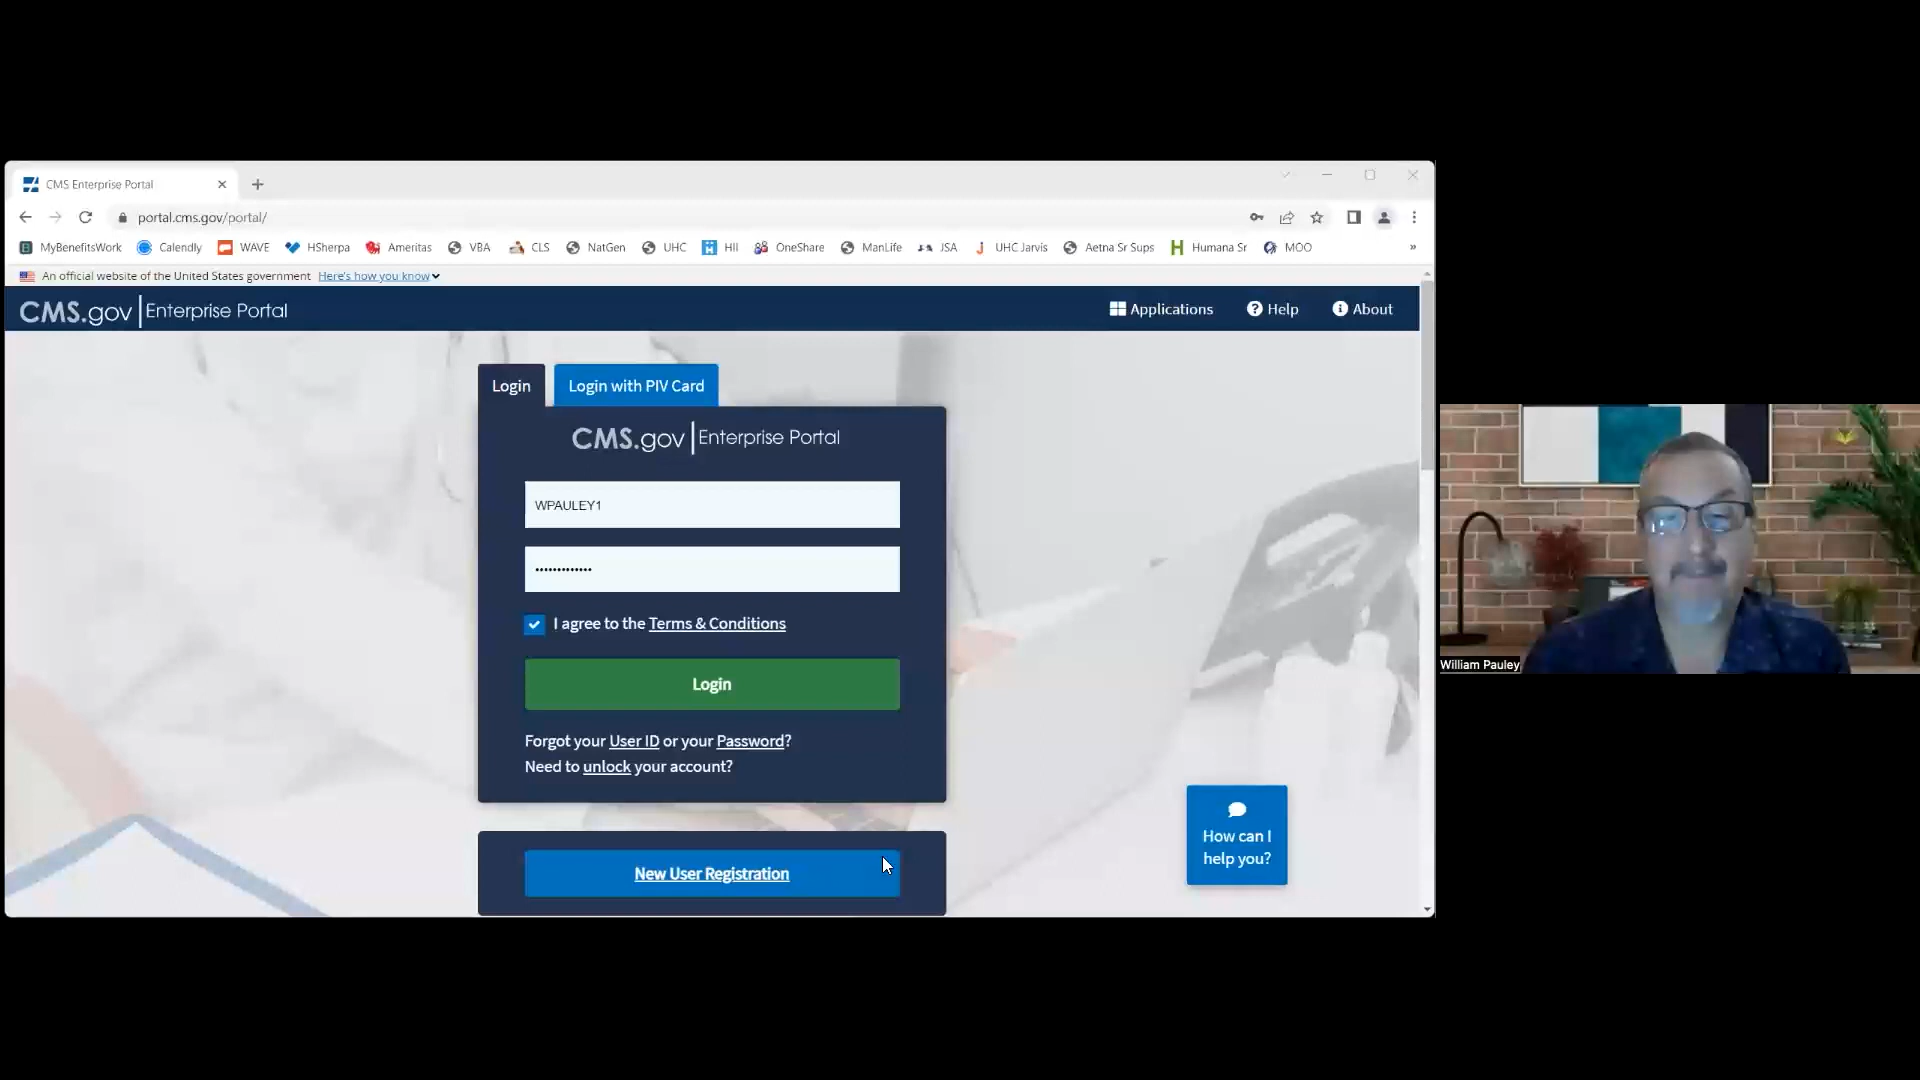 CMS Enterprise Portal
portal.cms.gov/portal/
MyBenefitsWork Calendly WAVE HSherpa Ameritas VBA CLS NatGen UHC HII OneShare ManLife JSA UHC Jarvis Aetna Sr Sups Humana Sr MOO »
An official website of the United States government Here's how you know
CMS.gov Enterprise Portal Applications Help About
Login Login with PIV Card
CMS.gov Enterprise Portal
WPAULEY1
•••••••••••••
I agree to the Terms & Conditions
Login
Forgot your User ID or your Password?
Need to unlock your account?
New User Registration
How can I
help you?
William Pauley